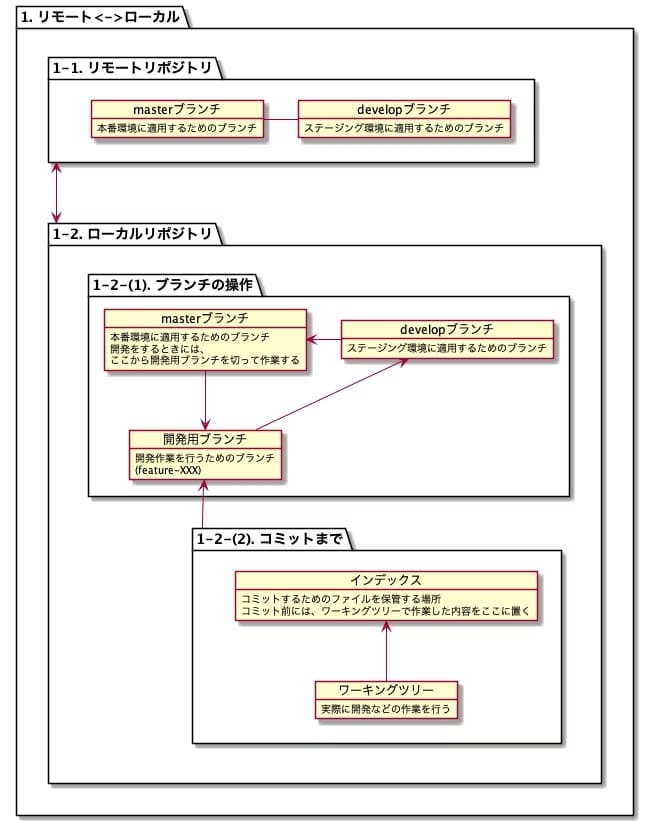 1. リモート<->ローカル
1-1. リモートリポジトリ
masterブランチ
本番環境に適用するためのブランチ
developブランチ
ステージング環境に適用するためのブランチ
1-2. ローカルリポジトリ
1-2-(1). ブランチの操作
masterブランチ
本番環境に適用するためのブランチ
開発をするときには、
ここから開発用ブランチを切って作業する
developブランチ
ステージング環境に適用するためのブランチ
開発用ブランチ
開発作業を行うためのブランチ
(feature-XXX)
1-2-(2). コミットまで
インデックス
コミットするためのファイルを保管する場所
コミット前には、ワーキングツリーで作業した内容をここに置く
ワーキングツリー
実際に開発などの作業を行う